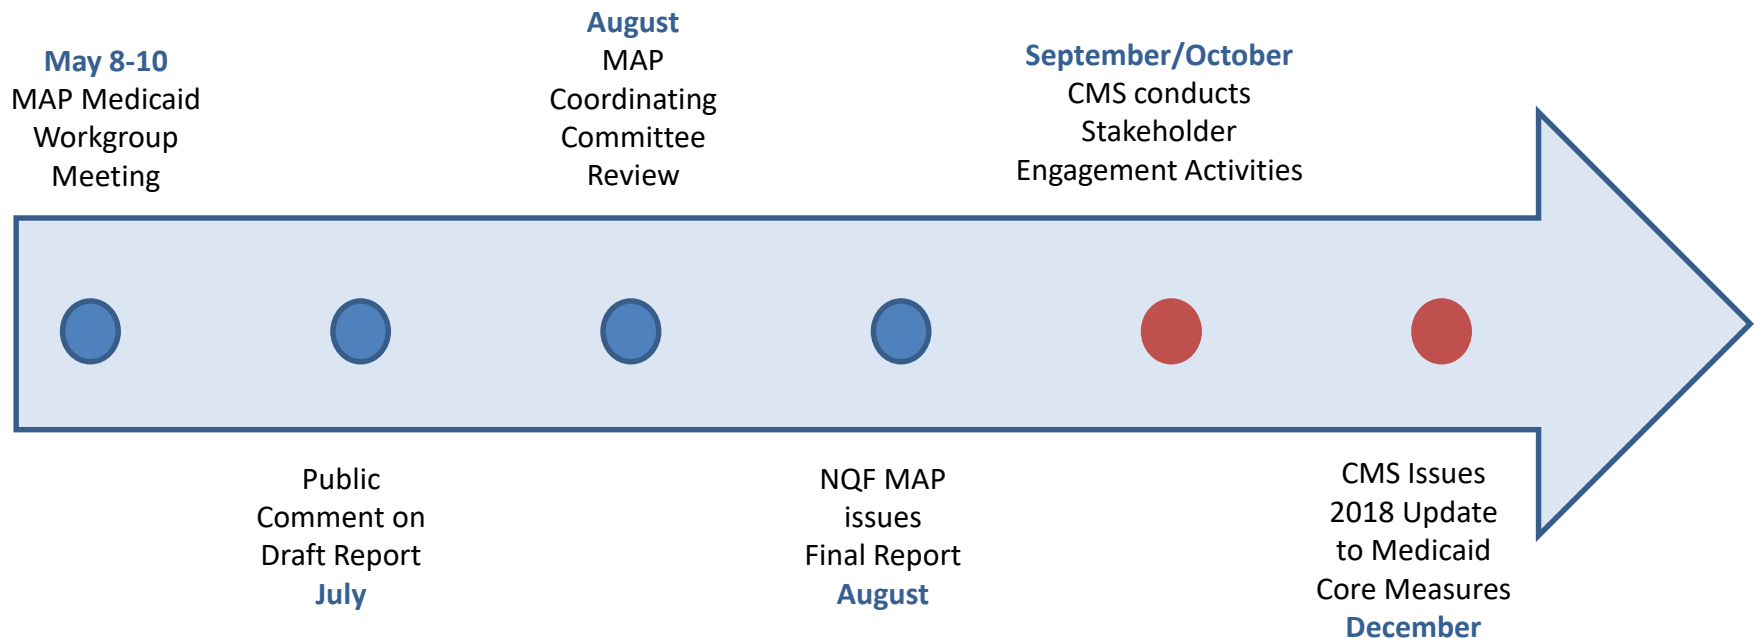 May 8-10
MAP Medicaid
Workgroup
Meeting
Public
Comment on
Draft Report
July
August
MAP
Coordinating
Committee
Review
NQF MAP
issues
Final Report
August
September/October
CMS conducts
Stakeholder
Engagement Activities
CMS Issues
2018 Update
to Medicaid
Core Measures
December